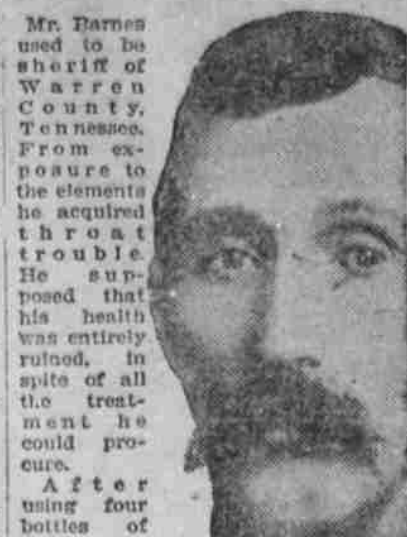 Mr. Barnes
used to be
sheriff of
Warren
County,
Tennessee.
From ex-
posure to
the elements
he acquired
throat
trouble.
He sup-
posed that
his health
was entirely
ruined, in
spite of all
the treat-
ment he
could pro-
cure.
After
using four
bottles of